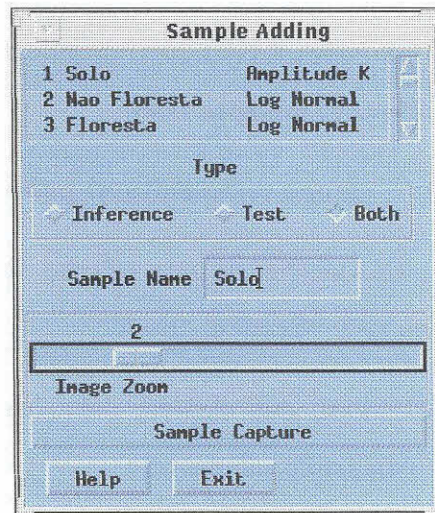 Sample Adding
1 Solo Amplitude K
2 Nao Floresta Log Normal
3 Floresta Log Normal
Type
Inference Test Both
Sample Name Solo
2
Image Zoom
Sample Capture
Help Exit